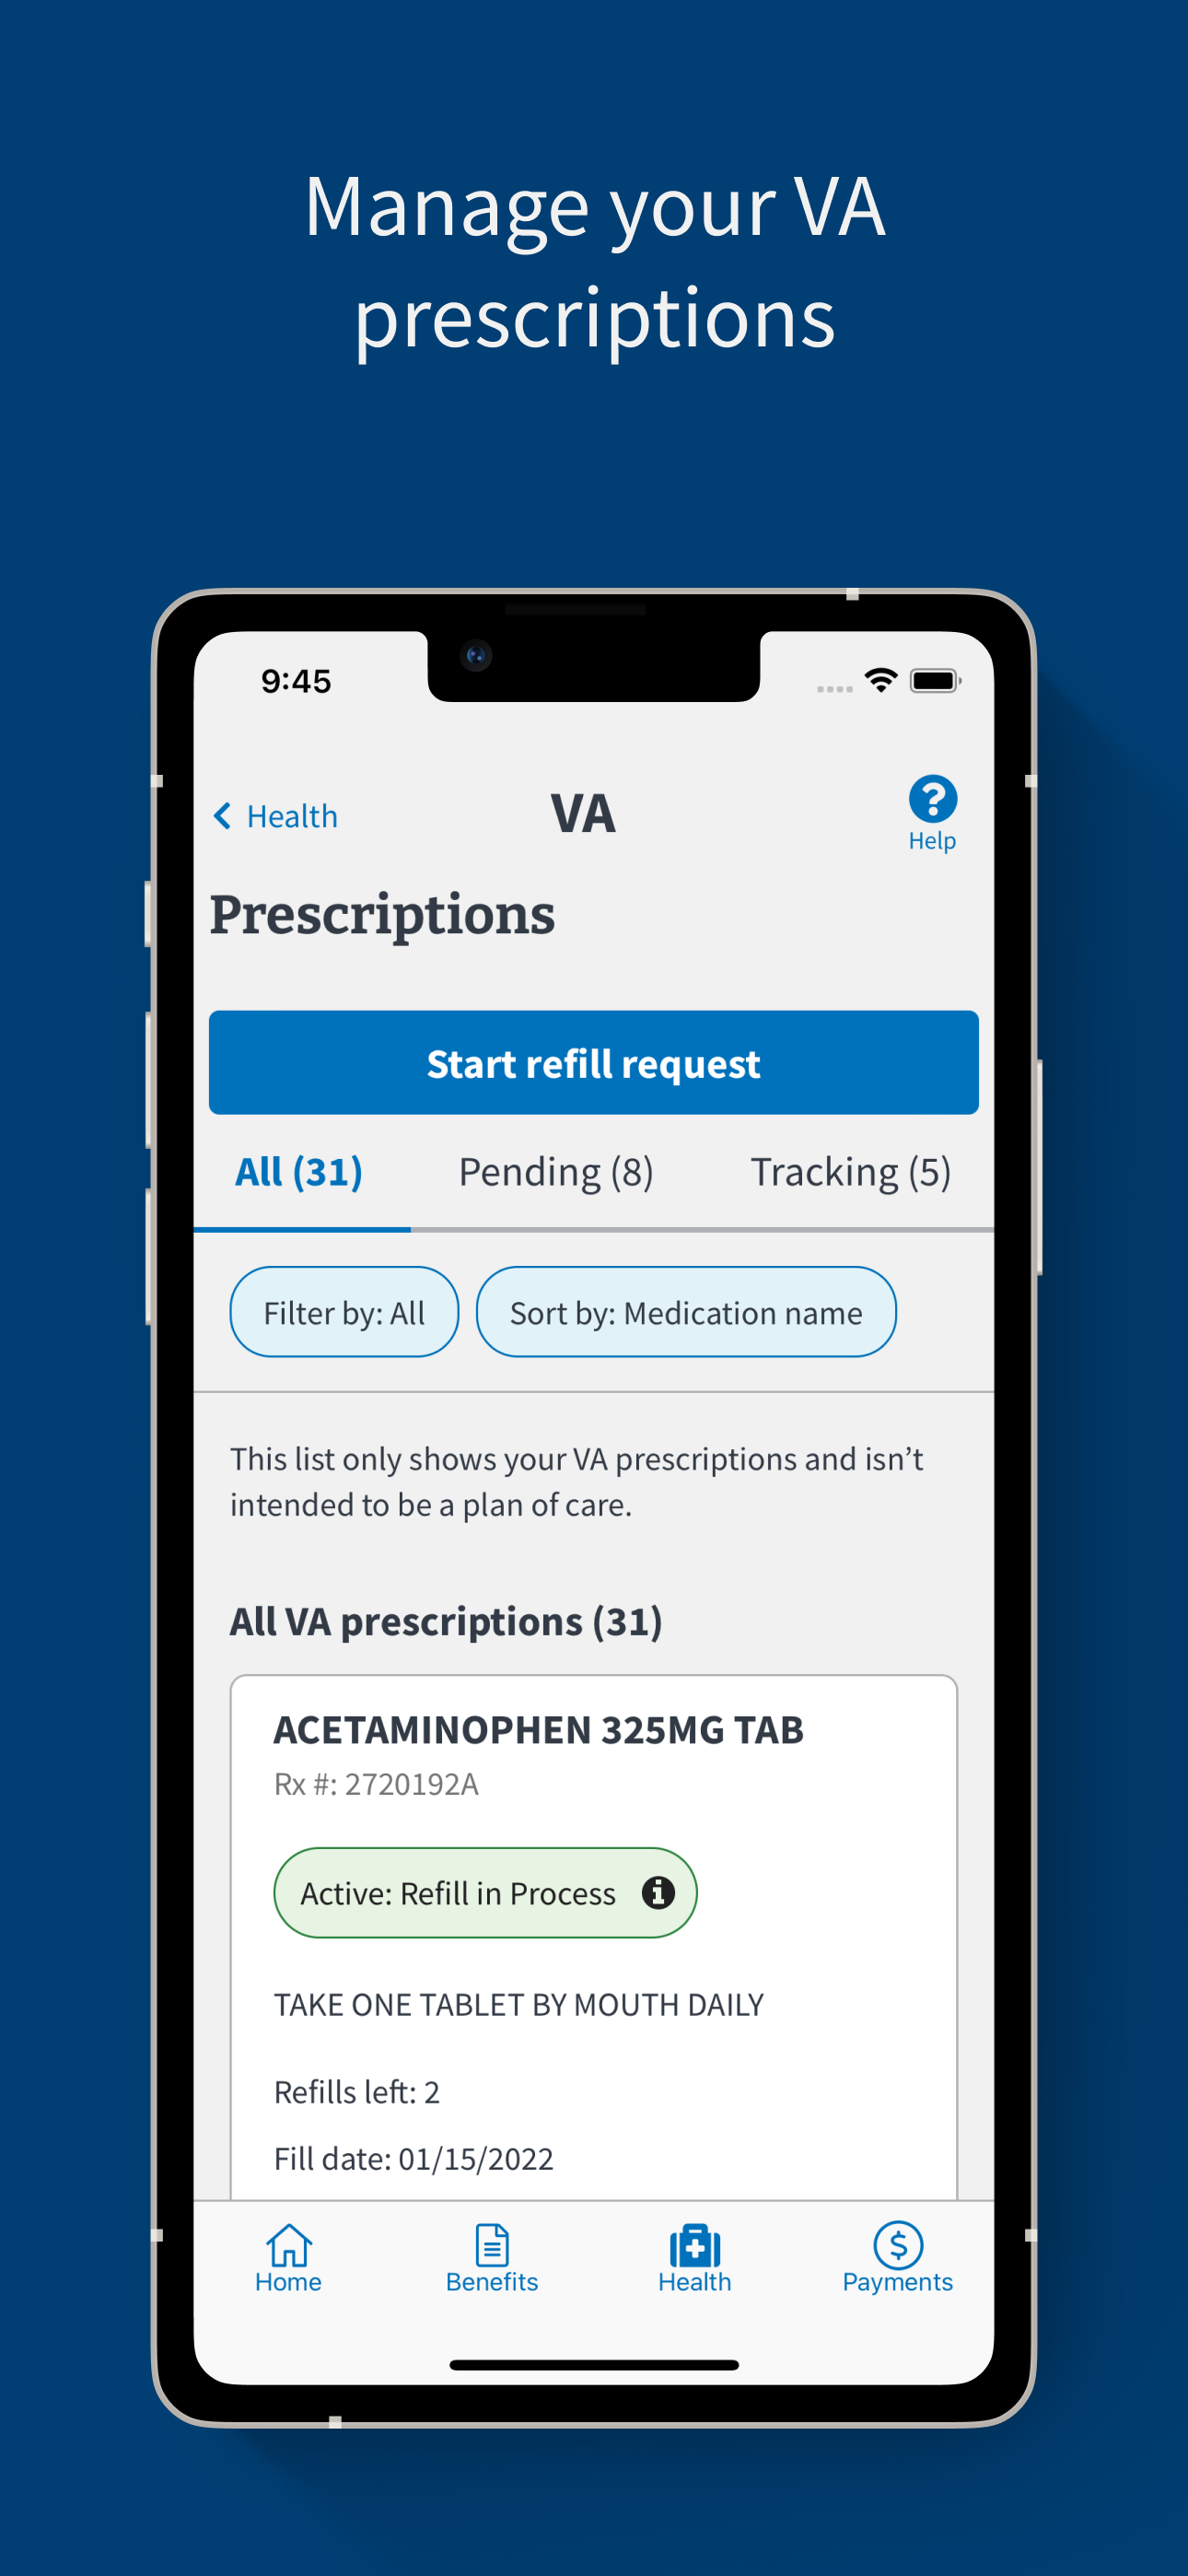 Manage your VA
prescriptions
9:45
Health
VA
Help
Prescriptions
Start refill request
All (31)
Pending (8)
Tracking (5)
Filter by: All
Sort by: Medication name
This list only shows your VA prescriptions and isn’t
intended to be a plan of care.
All VA prescriptions (31)
ACETAMINOPHEN 325MG TAB
Rx #: 2720192A
Active: Refill in Process
TAKE ONE TABLET BY MOUTH DAILY
Refills left: 2
Fill date: 01/15/2022
Home
Benefits
Health
Payments